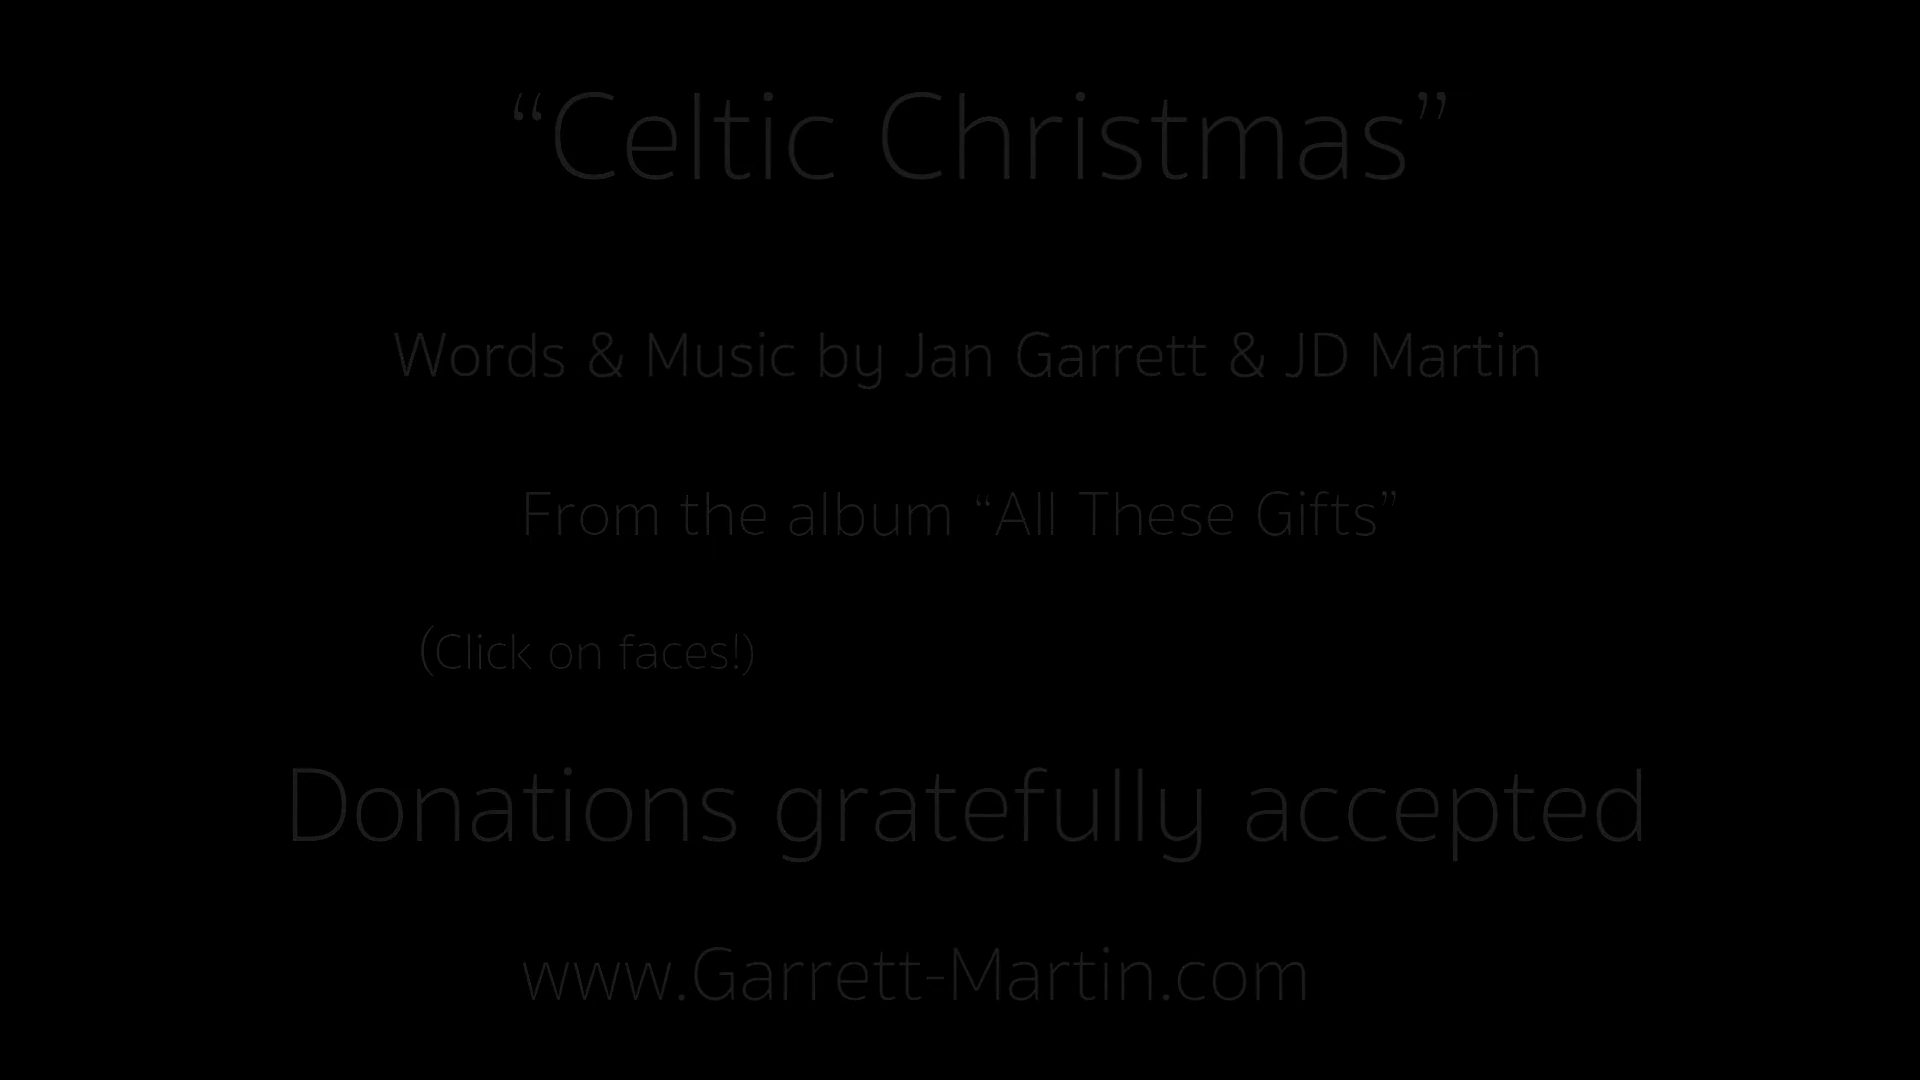 “Celtic Christmas”
Words & Music by Jan Garrett & JD Martin
From the album “All These Gifts”
(Click on faces!)
Donations gratefully accepted
www.Garrett-Martin.com